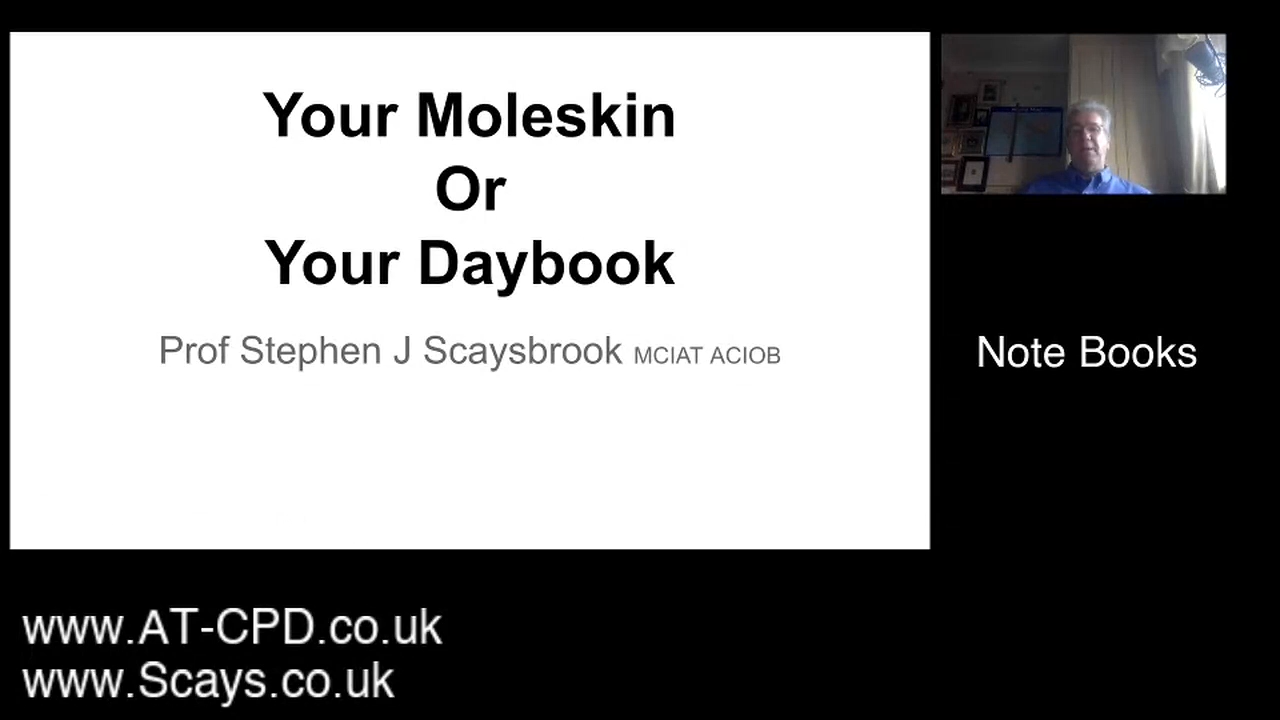 Your Moleskin
Or
Your Daybook
Prof Stephen J Scaysbrook MCIAT ACIOB
Note Books
www.AT-CPD.co.uk
www.Scays.co.uk